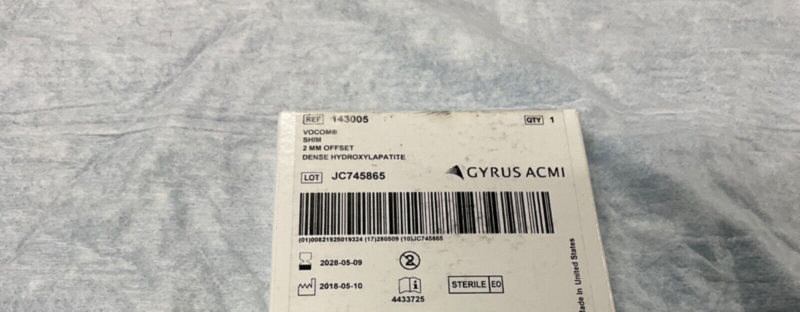 REF 143005
QTY 1
VOCOM®
SHIM
2 MM OFFSET
DENSE HYDROXYLAPATITE
LOT JC745865
GYRUS ACMI
(01)00821925019324 (17)280509 (10)JC745865
2028-05-09
2
2018-05-10
i
4433725
STERILE EO
Made In United States